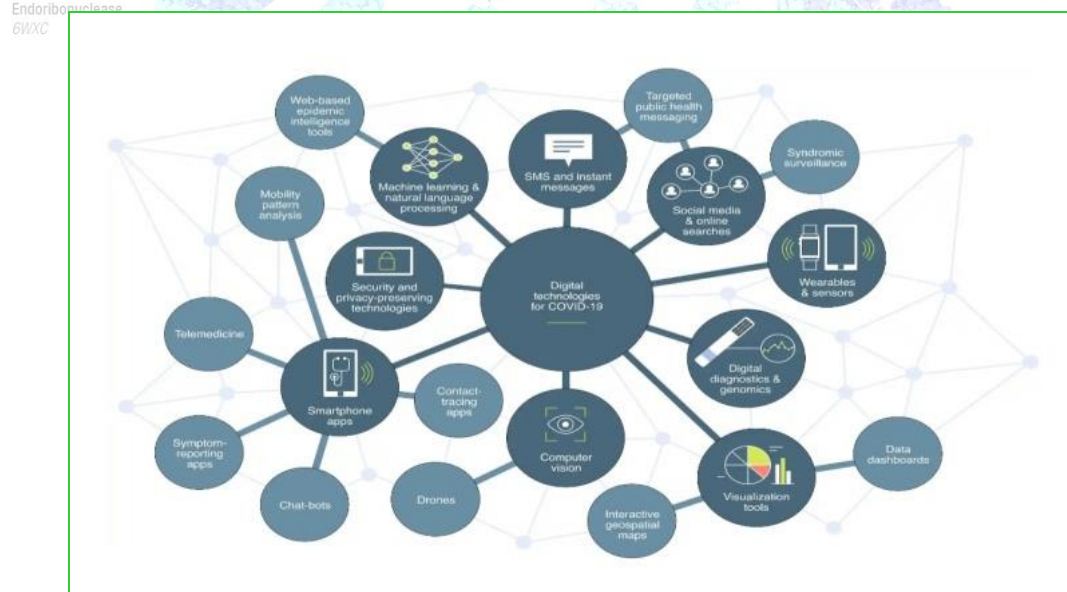 Endoribonuclease
6WXC
Web-based
epidemic
intelligence
tools
Targeted
public health
messaging
Machine learning &
natural language
processing
SMS and instant
messages
Syndromic
surveillance
Mobility
pattern
analysis
Social media
& online
searches
Security and
privacy-preserving
technologies
Digital
technologies
for COVID-19
Wearables
& sensors
Telemedicine
Digital
diagnostics &
genomics
Smartphone
apps
Contact-
tracing
apps
Symptom-
reporting
apps
Computer
vision
Data
dashboards
Chat-bots
Drones
Visualization
tools
Interactive
geospatial
maps